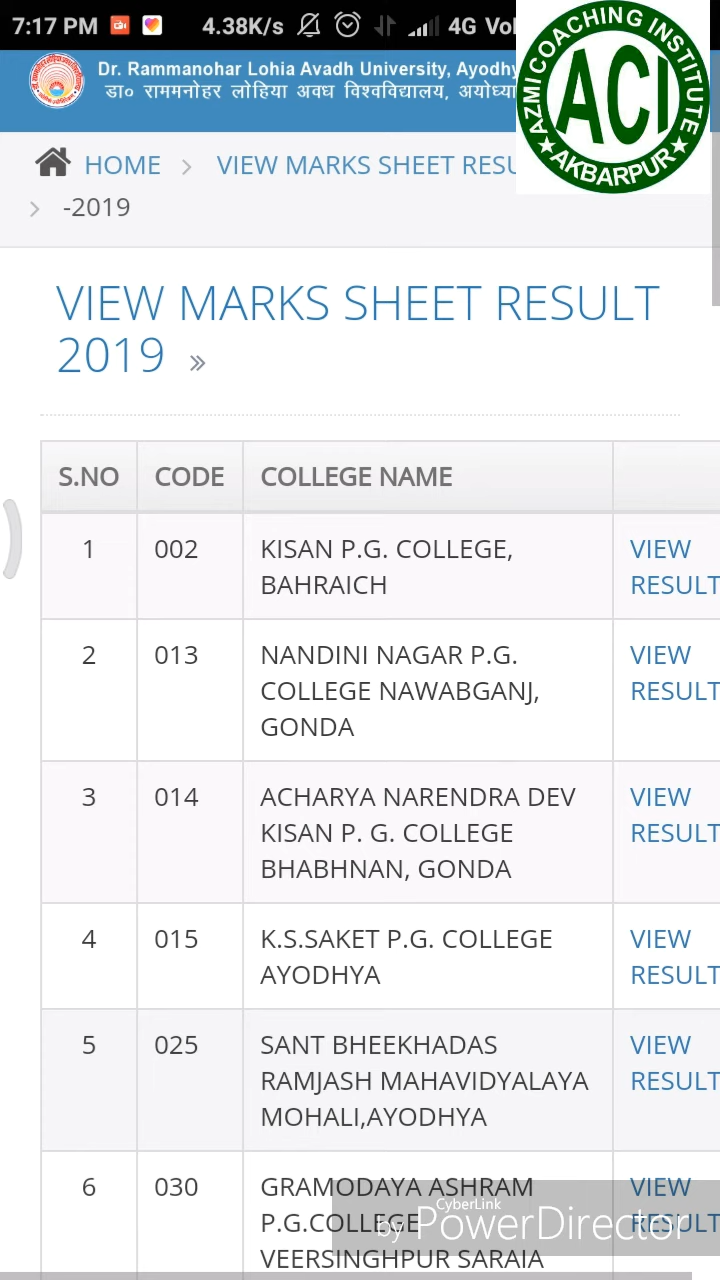 7:17 PM 4.38K/s 4G
AZMI COACHING INSTITUTE
ACI
★ AKBARPUR ★
Dr. Rammanohar Lohia Avadh University,
डा० राममनोहर लोहिया अवध विश्वविद्यालय,
HOME > VIEW MARKS SHEET
> -2019
VIEW MARKS SHEET RESULT
2019 »
S.NO CODE COLLEGE NAME
1 002 KISAN P.G. COLLEGE, VIEW
BAHRAICH RESULT
2 013 NANDINI NAGAR P.G. VIEW
COLLEGE NAWABGANJ, RESULT
GONDA
3 014 ACHARYA NARENDRA DEV VIEW
KISAN P. G. COLLEGE RESULT
BHABHNAN, GONDA
4 015 K.S.SAKET P.G. COLLEGE VIEW
AYODHYA RESULT
5 025 SANT BHEEKHADAS VIEW
RAMJASH MAHAVIDYALAYA RESULT
MOHALI,AYODHYA
6 030 GRAMODAYA ASHRAM VIEW
P.G.COLLEGE RESULT
VEERSINGHPUR SARAIA
CyberLink
by PowerDirector